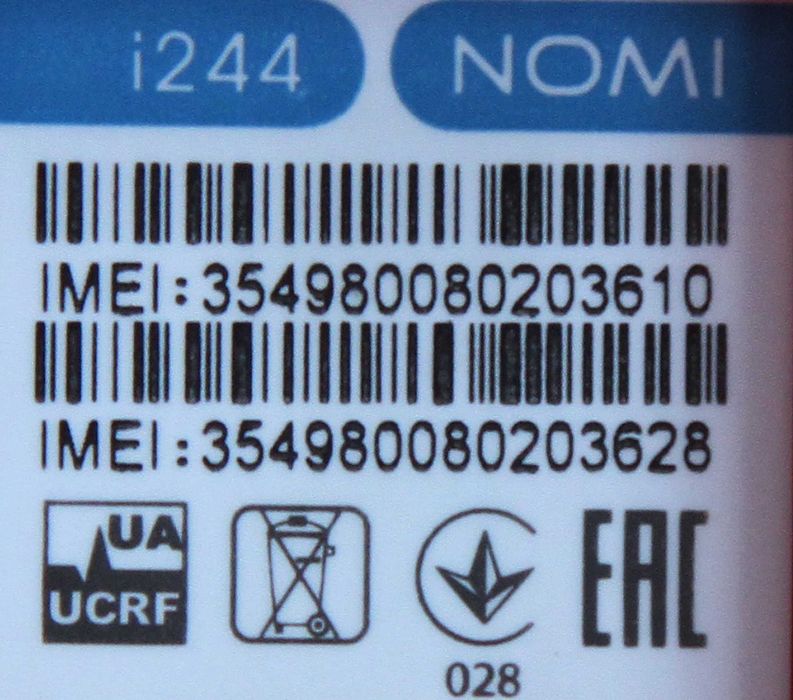 i244 NOMI
IMEI:354980080203610
IMEI:354980080203628
UA
UCRF
EAC
028